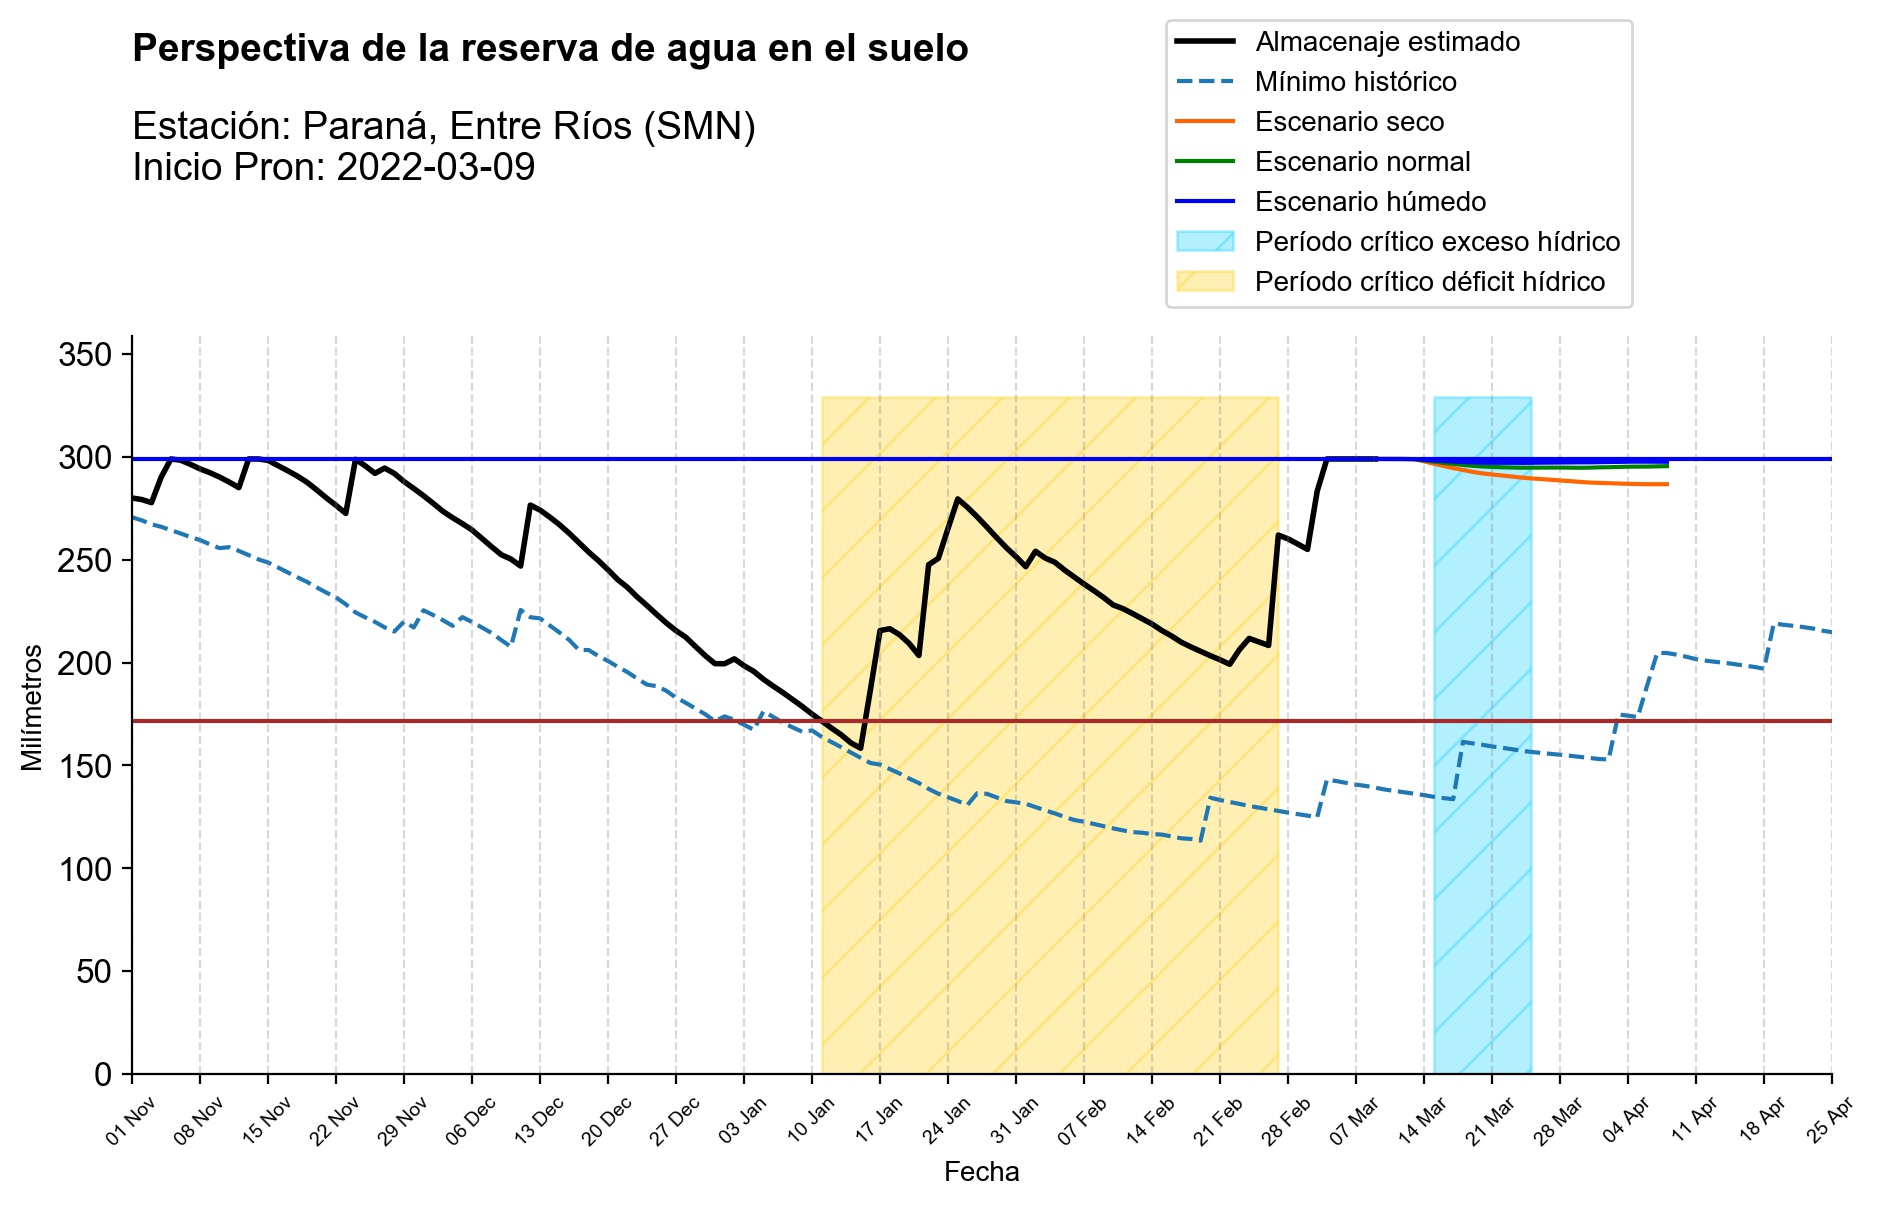 Perspectiva de la reserva de agua en el suelo
Estación: Paraná, Entre Ríos (SMN)
Inicio Pron: 2022-03-09
Almacenaje estimado
Mínimo histórico
Escenario seco
Escenario normal
Escenario húmedo
Período crítico exceso hídrico
Período crítico déficit hídrico
350
300
250
200
150
100
50
0
Milímetros
01 Nov
08 Nov
15 Nov
22 Nov
29 Nov
06 Dec
13 Dec
20 Dec
27 Dec
03 Jan
10 Jan
17 Jan
24 Jan
31 Jan
07 Feb
14 Feb
21 Feb
28 Feb
07 Mar
14 Mar
21 Mar
28 Mar
04 Apr
11 Apr
18 Apr
25 Apr
Fecha